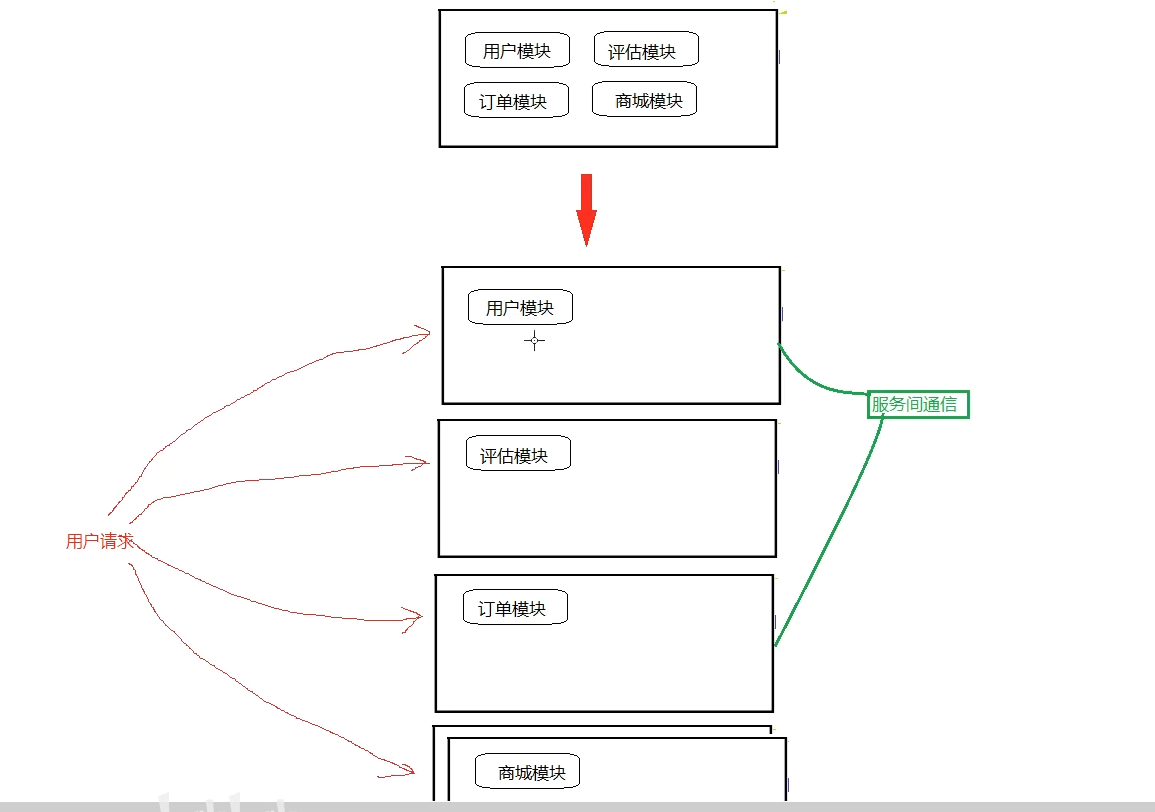 用户模块 评估模块
订单模块 商城模块
用户模块
服务间通信
评估模块
用户请求
订单模块
商城模块